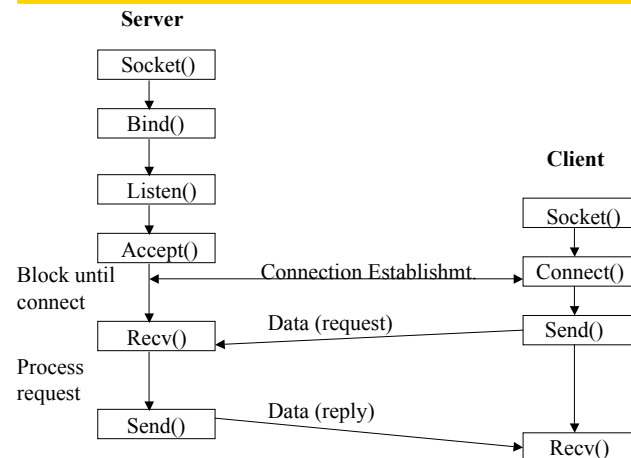 Server
Socket()
Bind()
Listen()
Accept()
Block until
connect
Recv()
Process
request
Send()
Connection Establishmt.
Data (request)
Data (reply)
Client
Socket()
Connect()
Send()
Recv()